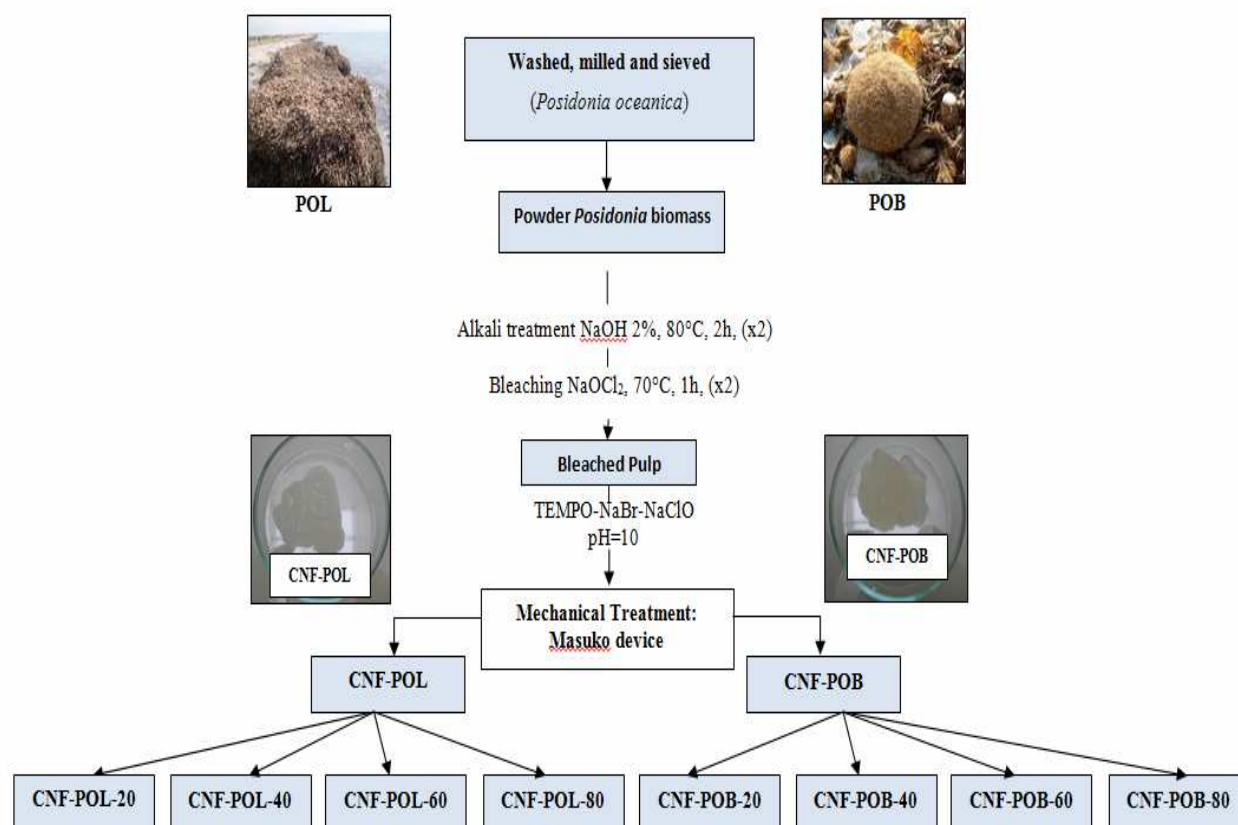 Washed, milled and sieved
(Posidonia oceanica)
POL
POB
Powder Posidonia biomass
Alkali treatment NaOH 2%, 80°C, 2h, (x2)
Bleaching NaOCl₂, 70°C, 1h, (x2)
Bleached Pulp
TEMPO-NaBr-NaClO
pH=10
CNF-POL
CNF-POB
Mechanical Treatment:
Masuko device
CNF-POL
CNF-POB
CNF-POL-20
CNF-POL-40
CNF-POL-60
CNF-POL-80
CNF-POB-20
CNF-POB-40
CNF-POB-60
CNF-POB-80